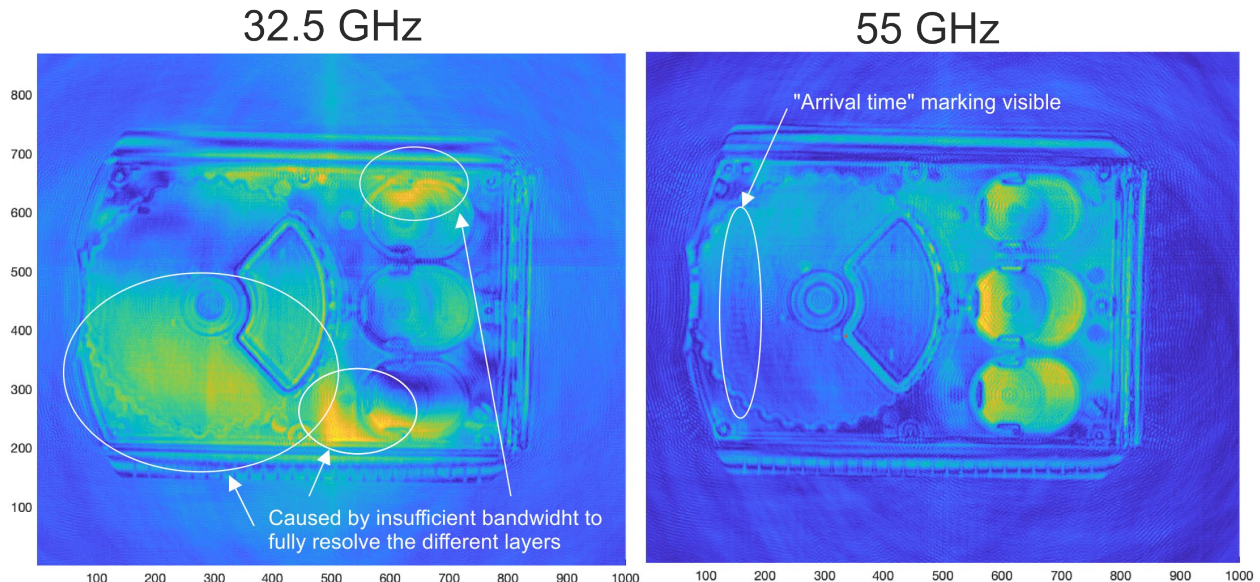 32.5 GHz
55 GHz
"Arrival time" marking visible
Caused by insufficient bandwidht to
fully resolve the different layers
800
700
600
500
400
300
200
100
100 200 300 400 500 600 700 800 900 1000
100 200 300 400 500 600 700 800 900 100